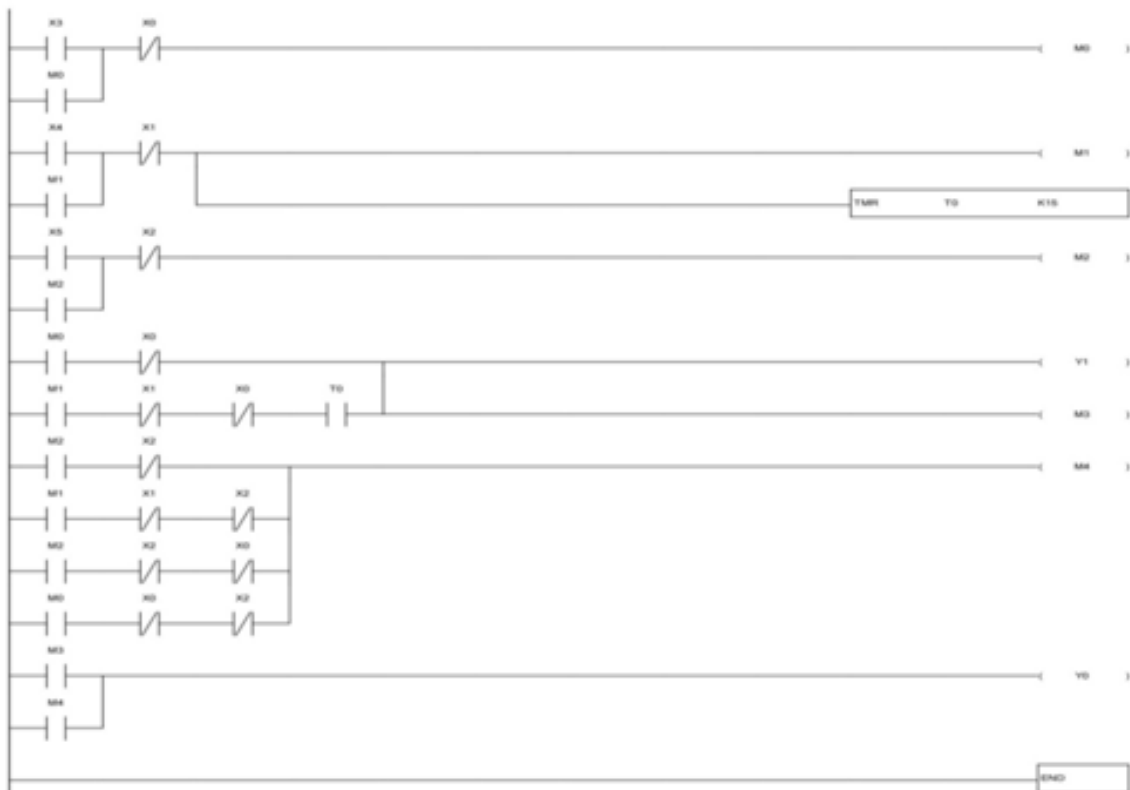 X3 X0
M0
M0
X4 X1
M1
M1
TMR T0 K15
X5 X2
M2
M2
M0 X0
Y1
M1 X1 X0 T0
M3
M2 X2
M4
M1 X1 X2
M2 X2 X0
M0 X0 X2
M3
Y0
M4
END